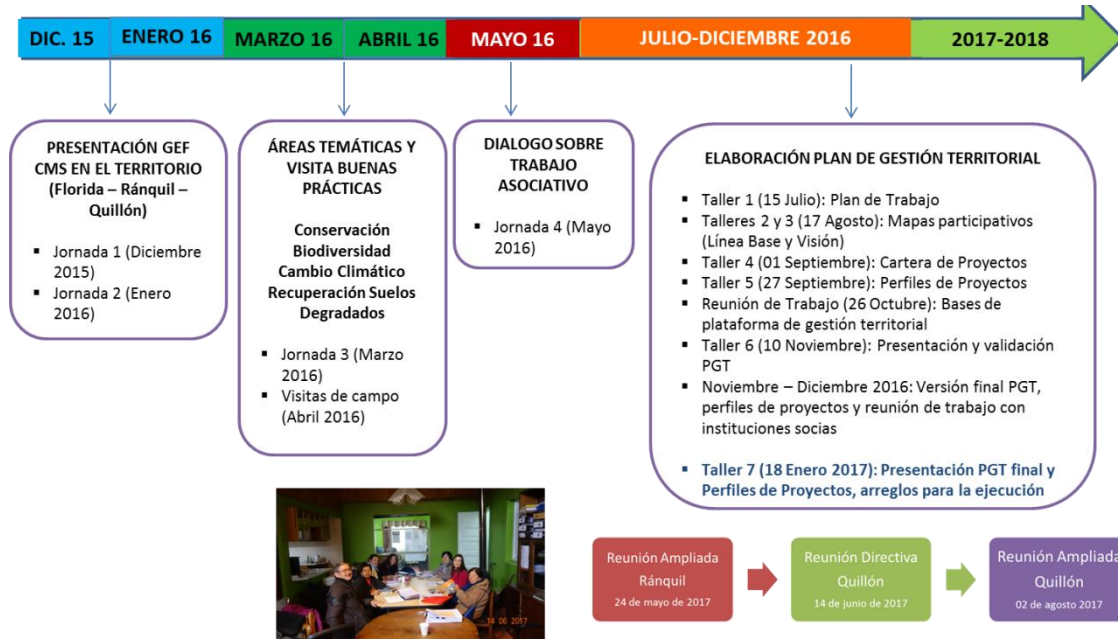 DIC. 15
ENERO 16
MARZO 16
ABRIL 16
MAYO 16
JULIO-DICIEMBRE 2016
2017-2018
PRESENTACIÓN GEF
CMS EN EL TERRITORIO
(Florida – Ránquil –
Quillón)
▪ Jornada 1 (Diciembre
2015)
▪ Jornada 2 (Enero
2016)
ÁREAS TEMÁTICAS Y
VISITA BUENAS
PRÁCTICAS
Conservación
Biodiversidad
Cambio Climático
Recuperación Suelos
Degradados
▪ Jornada 3 (Marzo
2016)
▪ Visitas de campo
(Abril 2016)
DIALOGO SOBRE
TRABAJO
ASOCIATIVO
▪ Jornada 4 (Mayo
2016)
ELABORACIÓN PLAN DE GESTIÓN TERRITORIAL
▪ Taller 1 (15 Julio): Plan de Trabajo
▪ Talleres 2 y 3 (17 Agosto): Mapas participativos
(Línea Base y Visión)
▪ Taller 4 (01 Septiembre): Cartera de Proyectos
▪ Taller 5 (27 Septiembre): Perfiles de Proyectos
▪ Reunión de Trabajo (26 Octubre): Bases de
plataforma de gestión territorial
▪ Taller 6 (10 Noviembre): Presentación y validación
PGT
▪ Noviembre – Diciembre 2016: Versión final PGT,
perfiles de proyectos y reunión de trabajo con
instituciones socias
▪ Taller 7 (18 Enero 2017): Presentación PGT final y
Perfiles de Proyectos, arreglos para la ejecución
14 06 2017
Reunión Ampliada
Ránquil
24 de mayo de 2017
Reunión Directiva
Quillón
14 de junio de 2017
Reunión Ampliada
Quillón
02 de agosto 2017